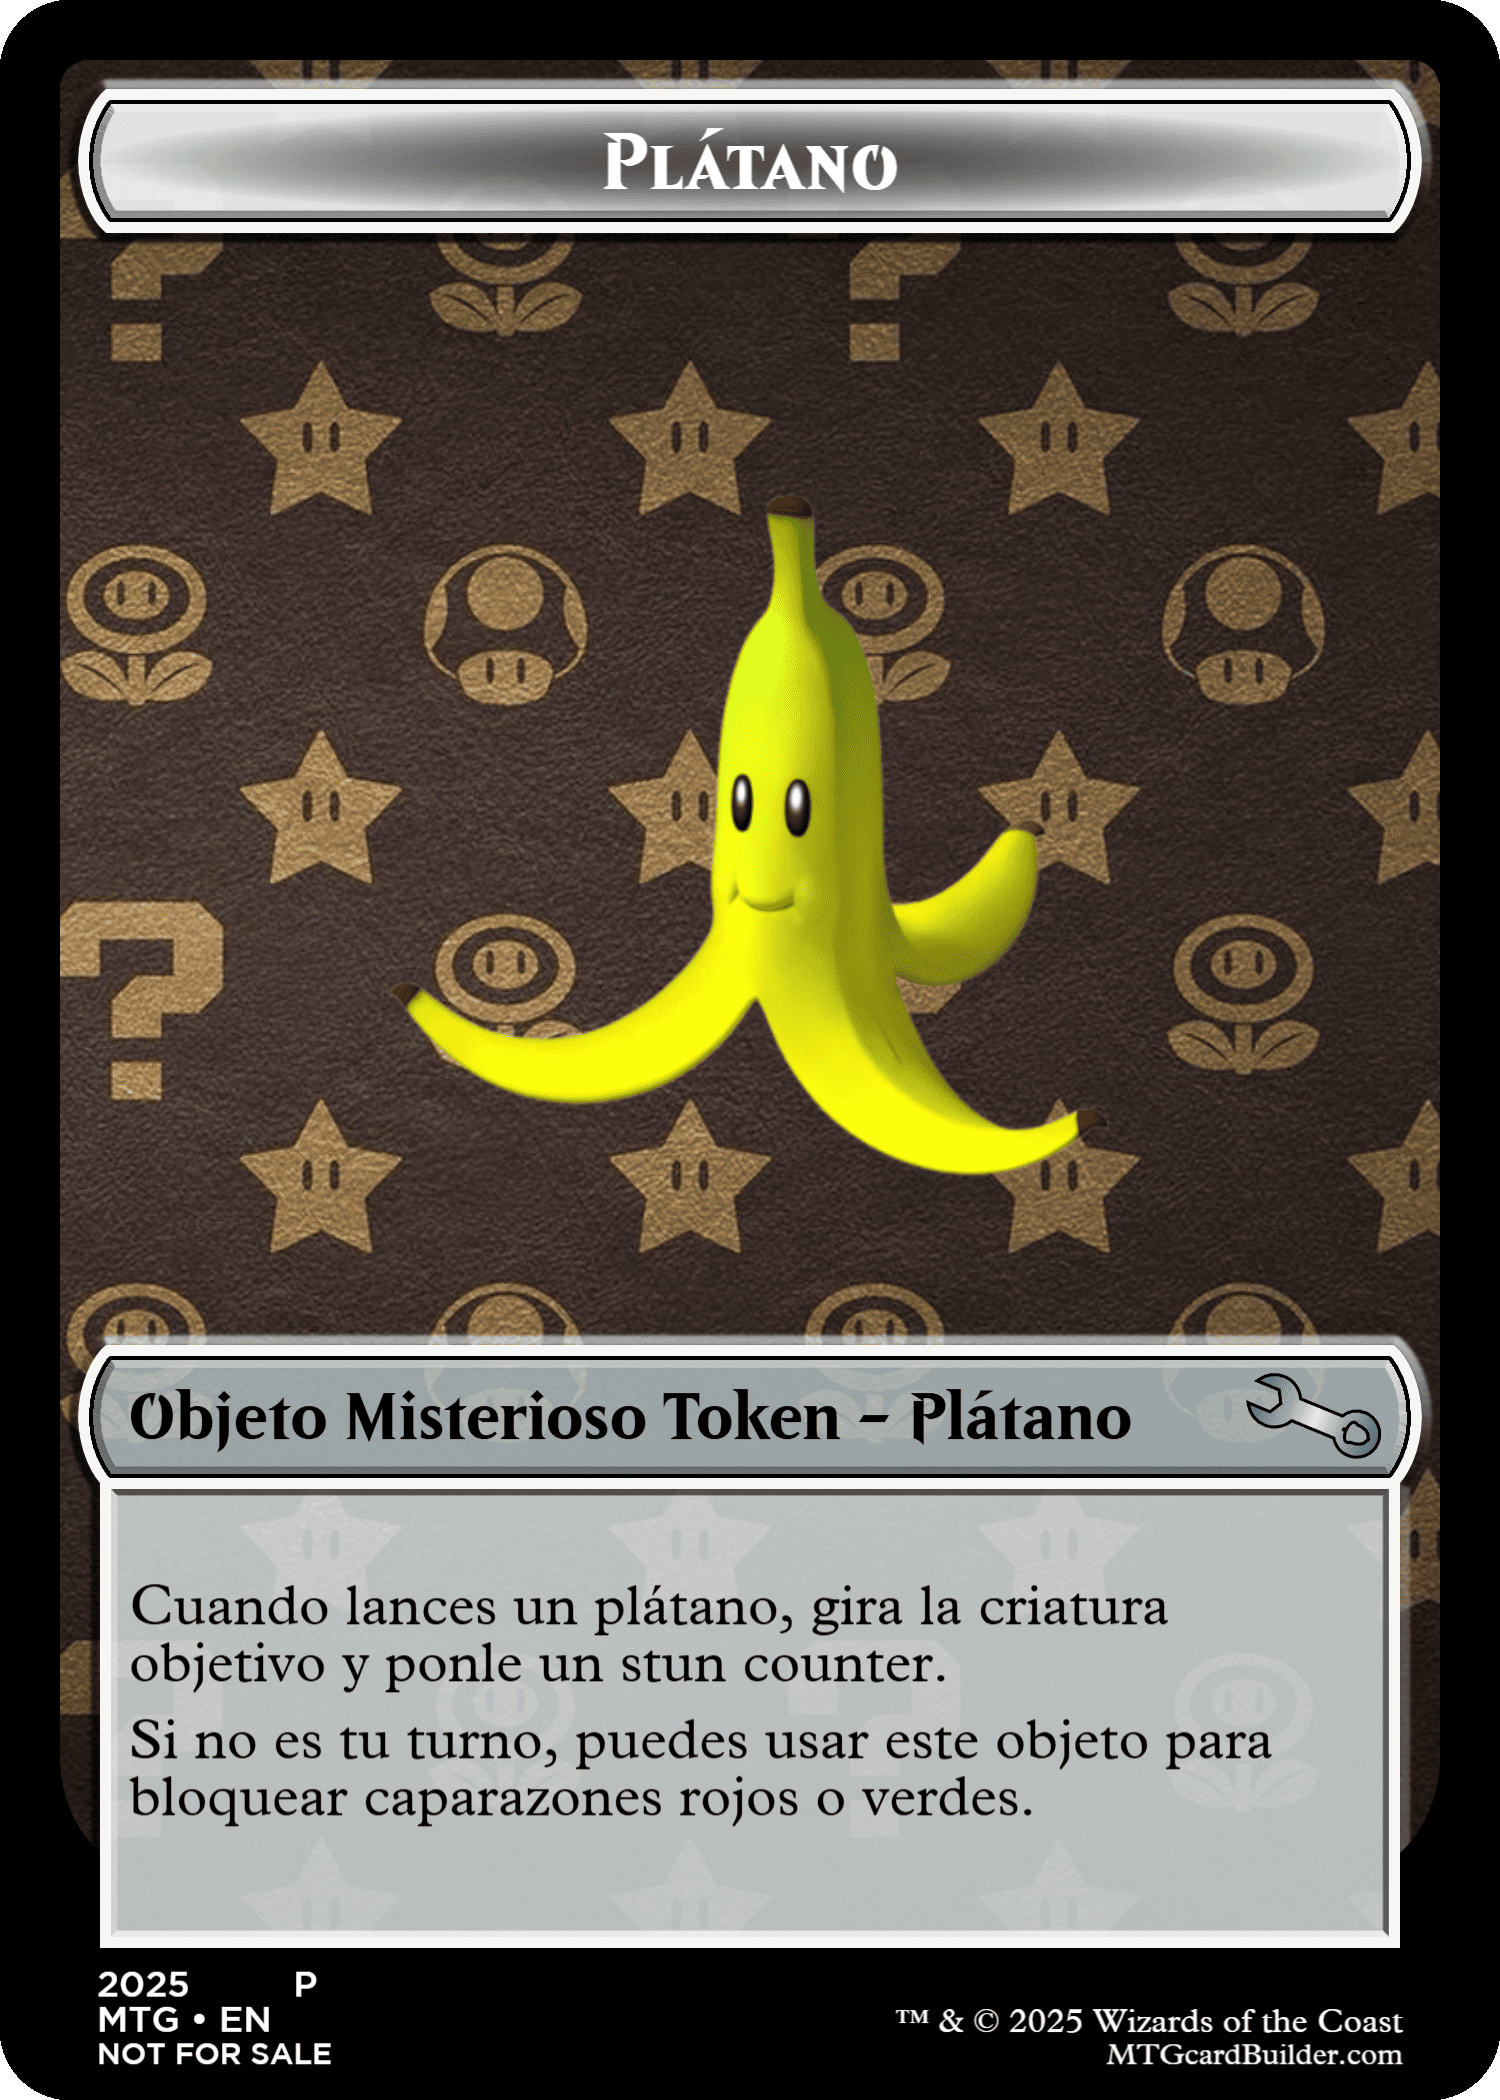 Plátano
Objeto Misterioso Token – Plátano
Cuando lances un plátano, gira la criatura
objetivo y ponle un stun counter.
Si no es tu turno, puedes usar este objeto para
bloquear caparazones rojos o verdes.
2025 P
MTG • EN
NOT FOR SALE
™ & © 2025 Wizards of the Coast
MTGcardBuilder.com